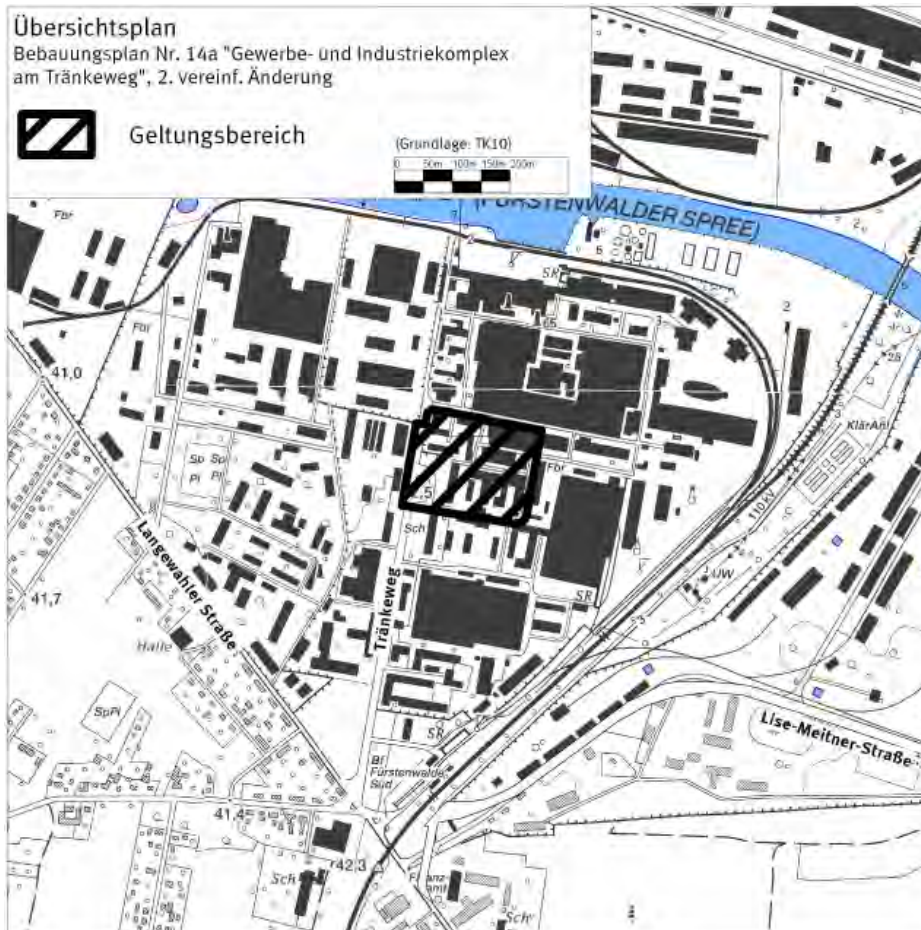 Übersichtsplan
Bebauungsplan Nr. 14a "Gewerbe- und Industriekomplex
am Tränkeweg", 2. vereinf. Änderung
Geltungsbereich
(Grundlage: TK10)
0 50m 100m 150m 200m
(FÜRSTENWALDER SPREE)
Fbr
SR
Fbr
41,0
KlärAnl
Fbr
Sp Sp
Pl Pl
,5
110KV
Sch
Langewahler Straße
Tränkeweg
UW
41,7
SR
Halle
SpPl
Lise-Meitner-Straße
SR
Bf
Fürstenwalde
Süd
41,4
42,3
Sch
Sch